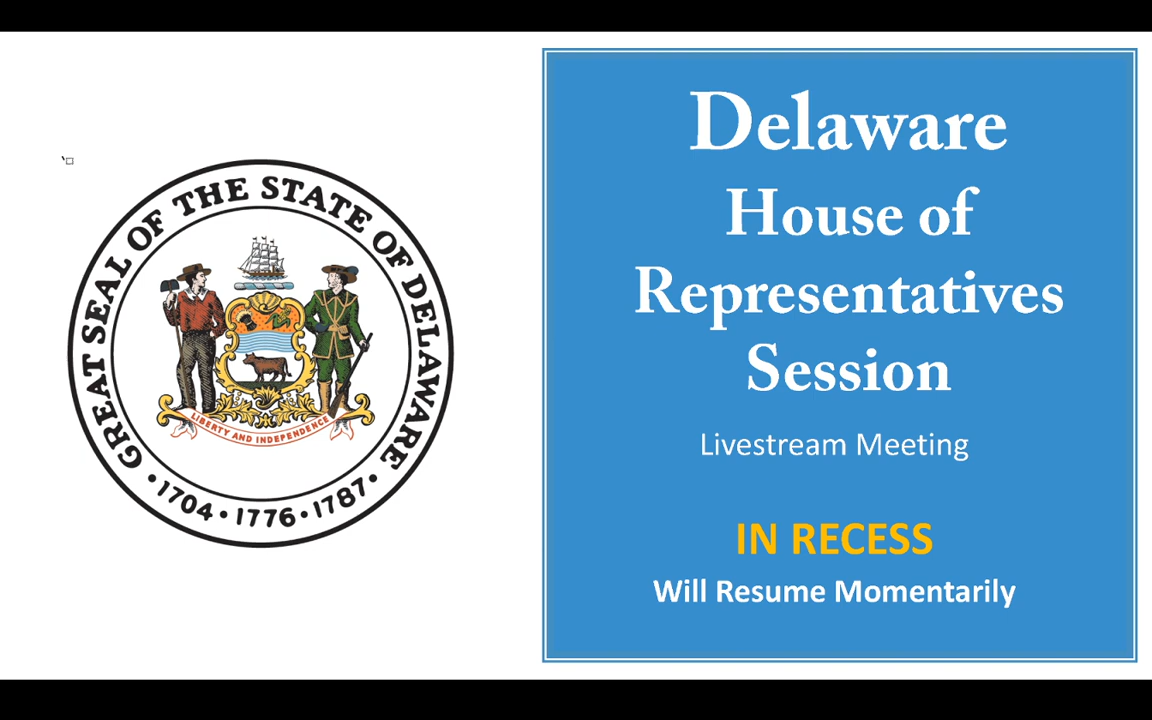 GREAT SEAL OF THE STATE OF DELAWARE
LIBERTY AND INDEPENDENCE
•1704•1776•1787•
Delaware
House of
Representatives
Session
Livestream Meeting
IN RECESS
Will Resume Momentarily